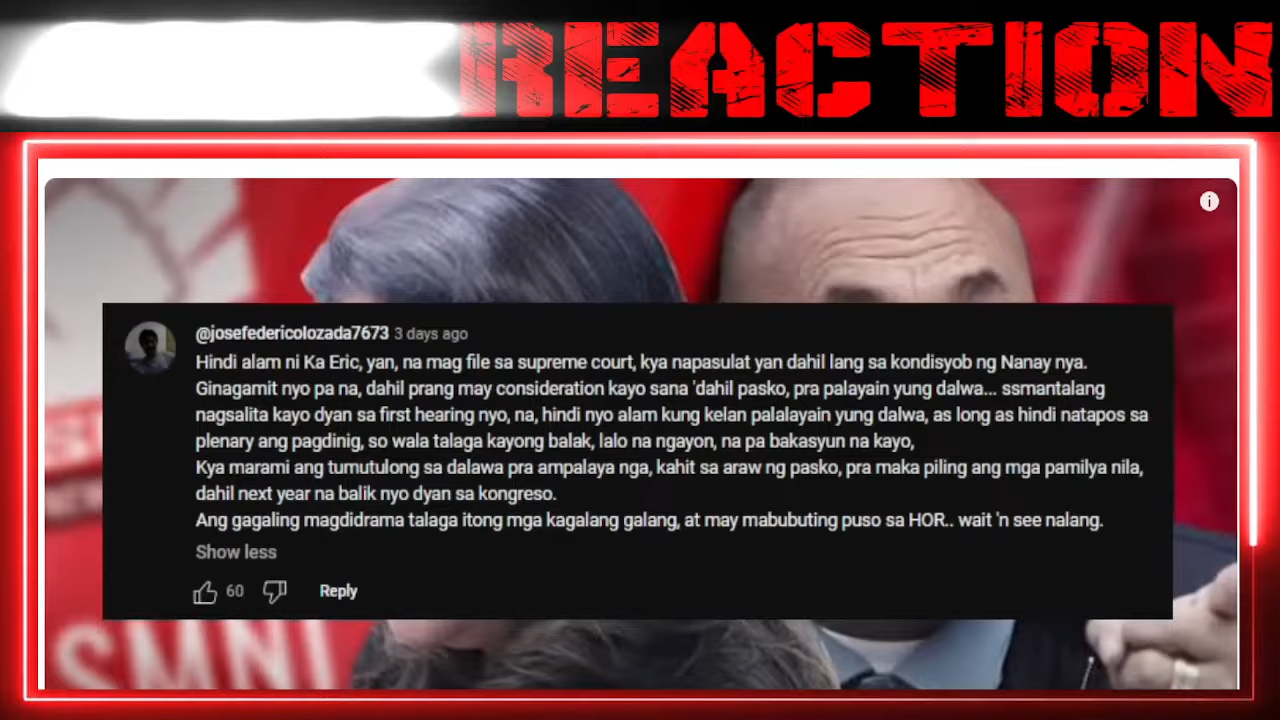 REACTION
@josefedericolozada7673 3 days ago
Hindi alam ni Ka Eric, yan, na mag file sa supreme court, kya napasulat yan dahil lang sa kondisyob ng Nanay nya.
Ginagamit nyo pa na, dahil prang may consideration kayo sana 'dahil pasko, pra palayain yung dalwa... ssmantalang
nagsalita kayo dyan sa first hearing nyo, na, hindi nyo alam kung kelan palalayain yung dalwa, as long as hindi natapos sa
plenary ang pagdinig, so wala talaga kayong balak, lalo na ngayon, na pa bakasyun na kayo,
Kya marami ang tumutulong sa dalawa pra ampalaya nga, kahit sa araw ng pasko, pra maka piling ang mga pamilya nila,
dahil next year na balik nyo dyan sa kongreso.
Ang gagaling magdidrama talaga itong mga kagalang galang, at may mabubuting puso sa HOR.. wait 'n see nalang.
Show less
60 Reply
SMNI